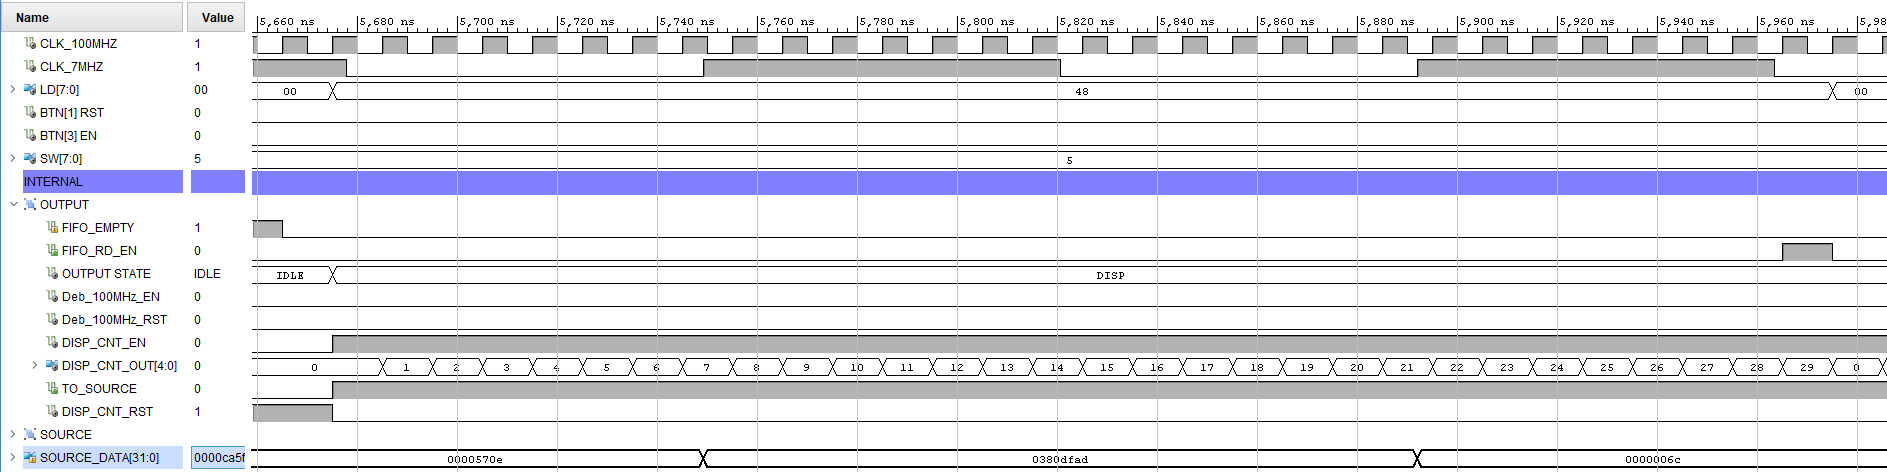 Name Value 5,660 ns 5,680 ns 5,700 ns 5,720 ns 5,740 ns 5,760 ns 5,780 ns 5,800 ns 5,820 ns 5,840 ns 5,860 ns 5,880 ns 5,900 ns 5,920 ns 5,940 ns 5,960 ns 5,98
CLK_100MHZ 1
CLK_7MHZ 1
LD[7:0] 00 00 48 00
BTN[1] RST 0
BTN[3] EN 0
SW[7:0] 5 5
INTERNAL
OUTPUT
FIFO_EMPTY 1
FIFO_RD_EN 0
OUTPUT STATE IDLE IDLE DISP
Deb_100MHz_EN 0
Deb_100MHz_RST 0
DISP_CNT_EN 0
DISP_CNT_OUT[4:0] 0 0 1 2 3 4 5 6 7 8 9 10 11 12 13 14 15 16 17 18 19 20 21 22 23 24 25 26 27 28 29 0
TO_SOURCE 0
DISP_CNT_RST 1
SOURCE
SOURCE_DATA[31:0] 0000ca5f 0000570e 0380dfad 0000006c